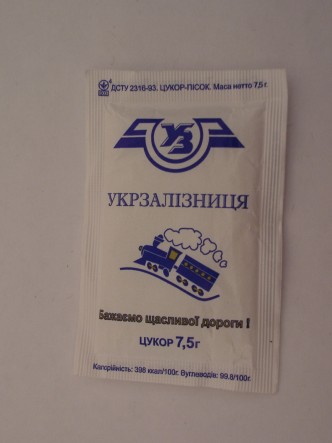 ДСТУ 2316-93. ЦУКОР-ПІСОК. Маса нетто 7,5 г
УЗ
УКРЗАЛІЗНИЦЯ
Бажаємо щасливої дороги !
ЦУКОР 7,5г
Калорійність: 398 ккал/100г. Вуглеводів: 99.8/100г.